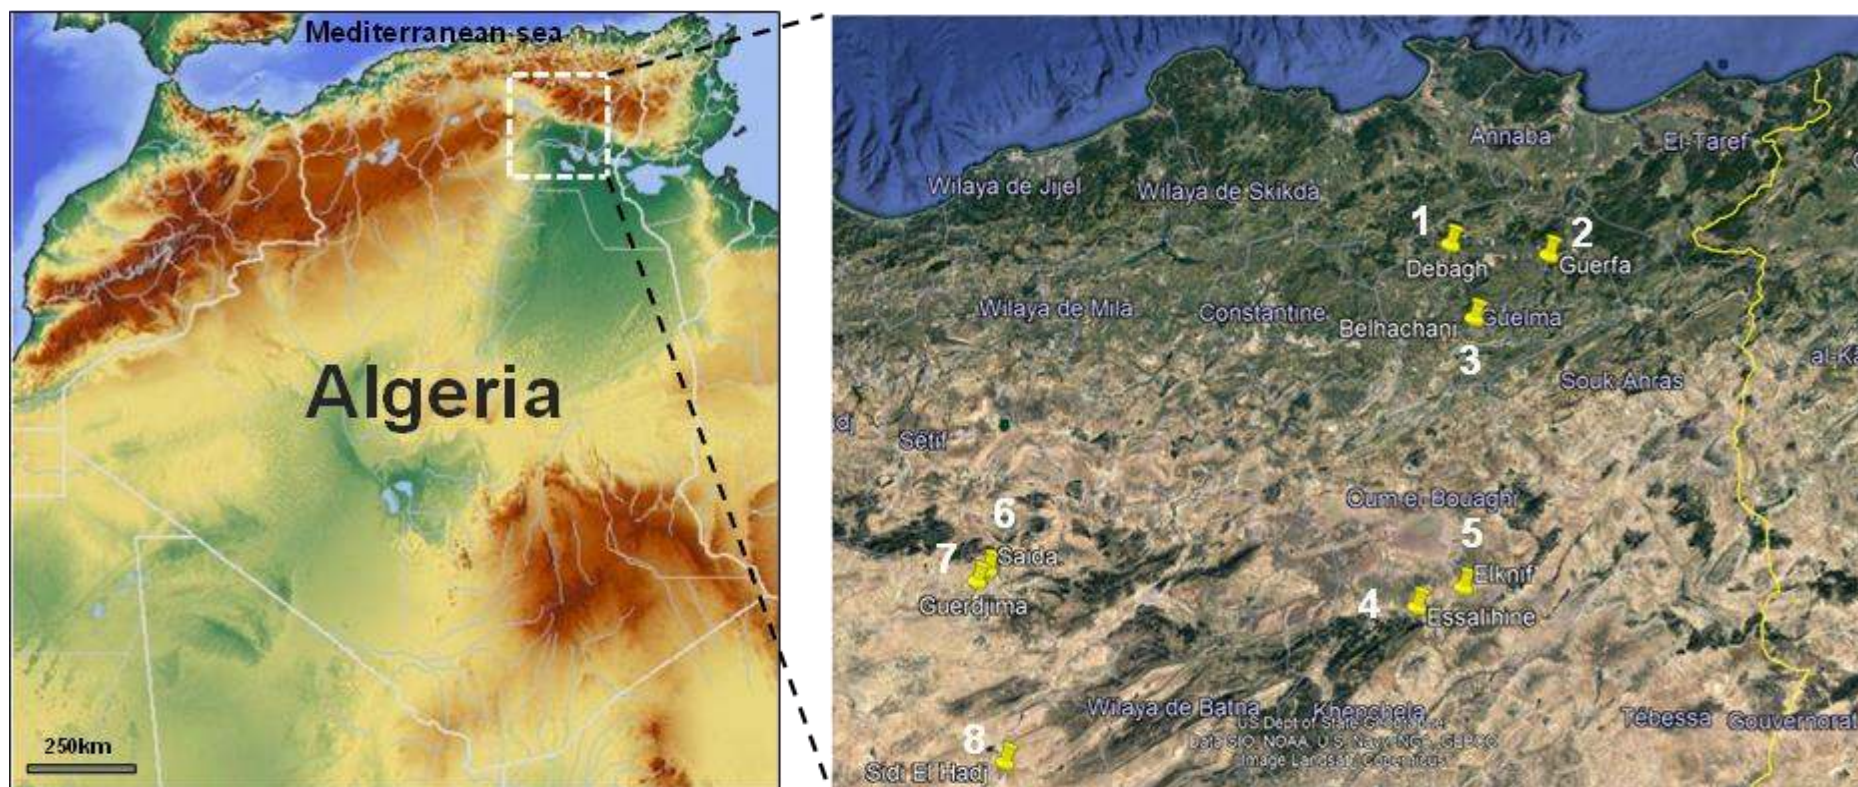 Mediterranean sea
Algeria
250km
Annaba
El-Taref
Wilaya de Jijel
Wilaya de Skikda
1
2
Debagh
Guerfa
Wilaya de Mila
Constantine
Belhachani
Guelma
3
al-Kâ
Souk Ahras
dj
Sétif
Oum el Bouaghi
6
5
7
Saida
Elknif
Guerdjima
4
Essalihine
Wilaya de Batna
Khenchela
Tébessa
Gouvernorat
US Dept of State Geographer
Data SIO, NOAA, U.S. Navy, NGA, GEBCO
Image Landsat / Copernicus
8
Sidi El Hadj